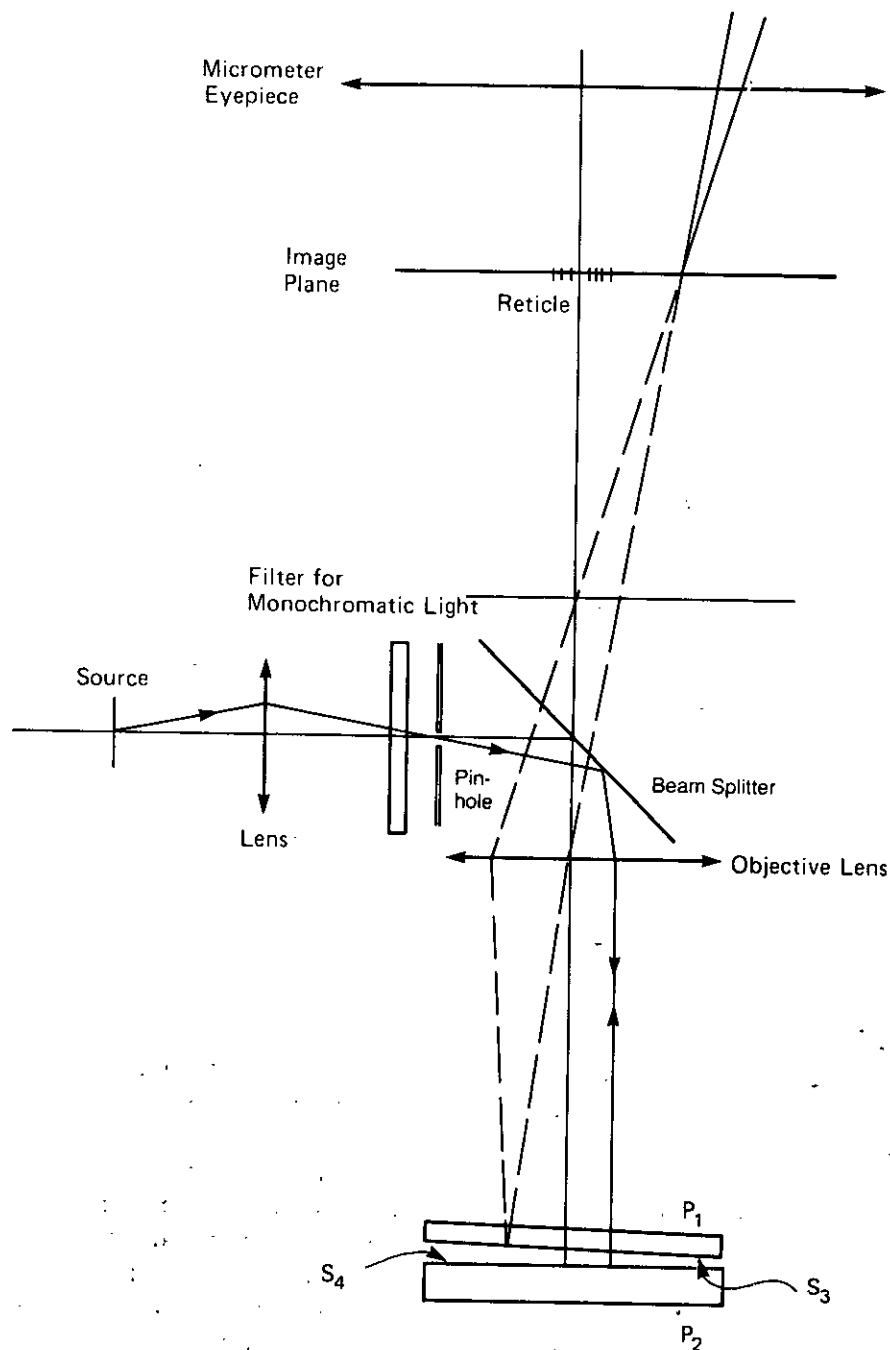 Micrometer
Eyepiece
Image
Plane
Reticle
Filter for
Monochromatic Light
Source
Pin-
hole
Beam Splitter
Lens
Objective Lens
P1
S4
S3
P2